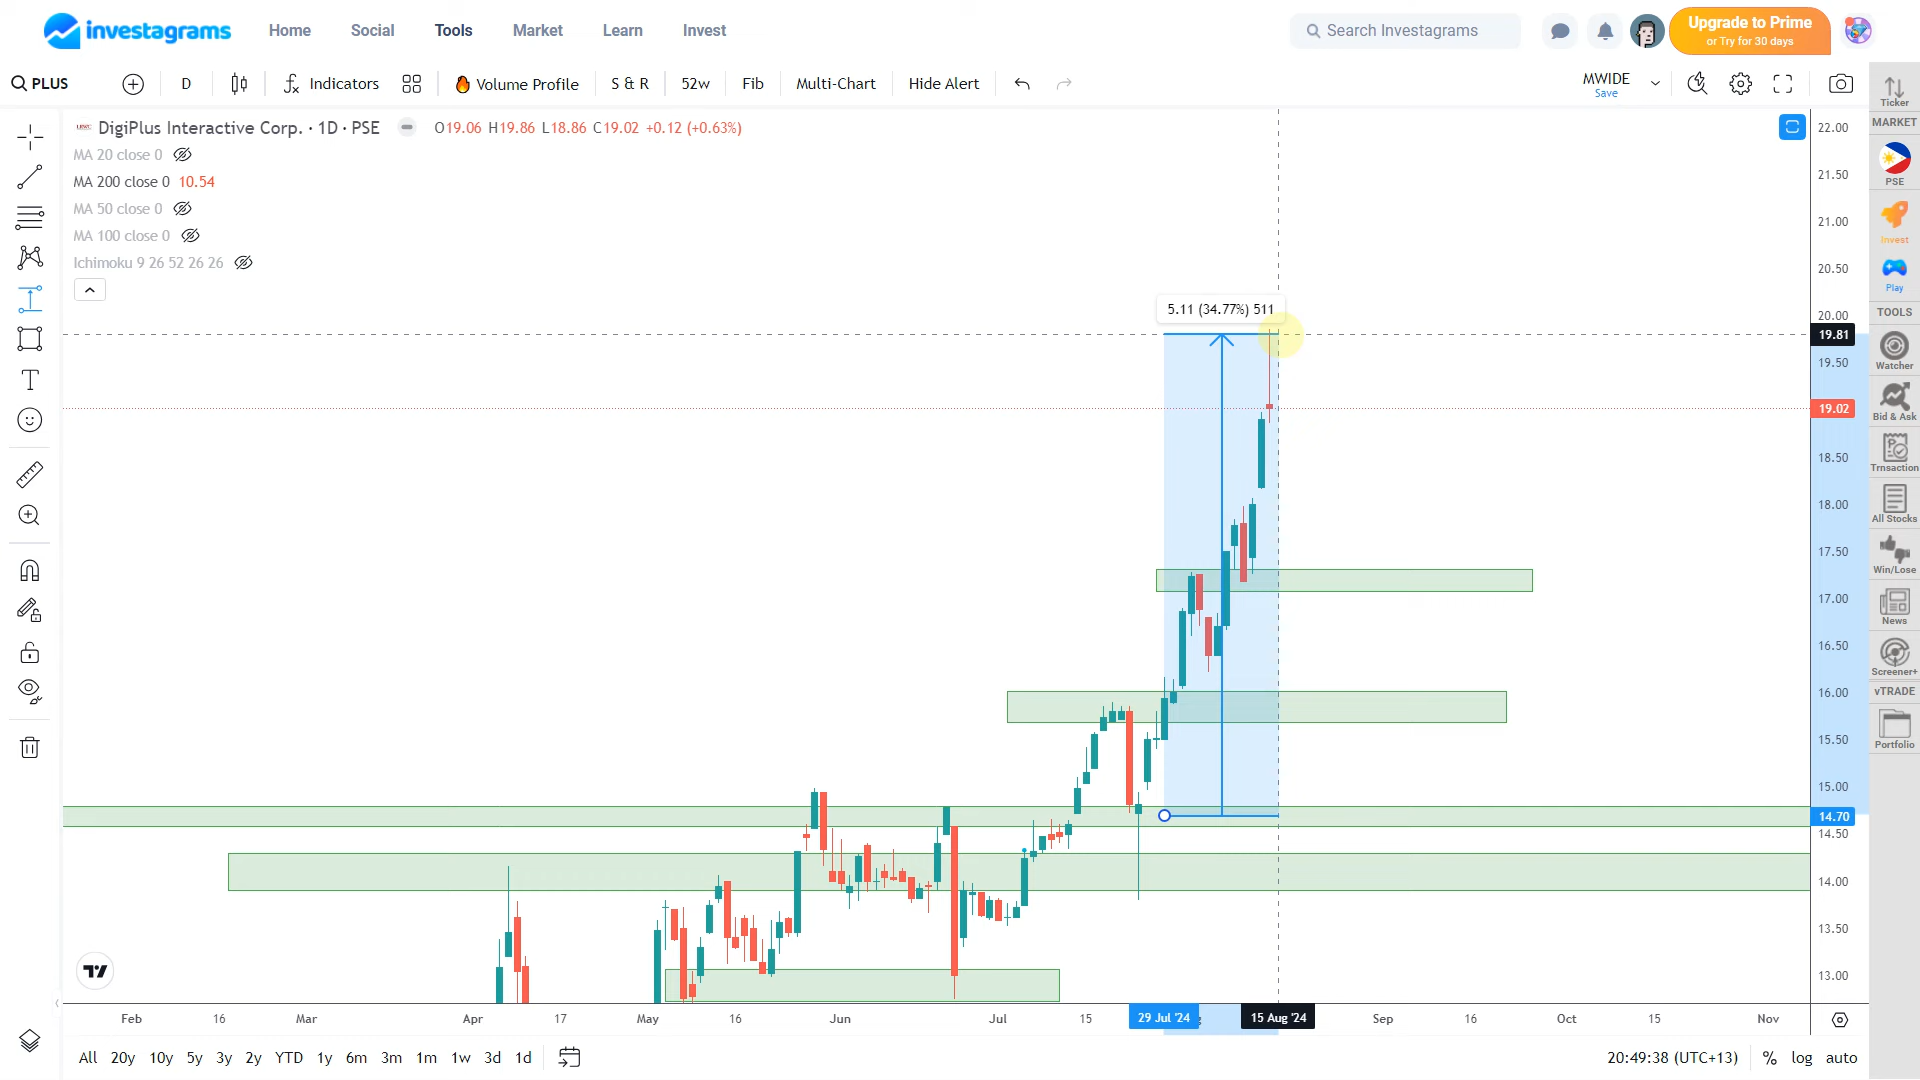 investagrams
Home
Social
Tools
Market
Learn
Invest
Search Investagrams
Upgrade to Prime
or Try for 30 days
PLUS
D
Indicators
Volume Profile
S & R
52w
Fib
Multi-Chart
Hide Alert
MWIDE
Save
DigiPlus Interactive Corp. · 1D · PSE
O19.06 H19.86 L18.86 C19.02 +0.12 (+0.63%)
MA 20 close 0
MA 200 close 0 10.54
MA 50 close 0
MA 100 close 0
Ichimoku 9 26 52 26 26
5.11 (34.77%) 511
22.00
21.50
21.00
20.50
20.00
19.81
19.50
19.02
18.50
18.00
17.50
17.00
16.50
16.00
15.50
15.00
14.70
14.50
14.00
13.50
13.00
Feb
16
Mar
Apr
17
May
16
Jun
Jul
15
29 Jul '24
15 Aug '24
Sep
16
Oct
15
Nov
All
20y
10y
5y
3y
2y
YTD
1y
6m
3m
1m
1w
3d
1d
20:49:38 (UTC+13)
%
log
auto
Ticker
MARKET
PSE
Invest
Play
TOOLS
Watcher
Bid & Ask
Trnsaction
All Stocks
Win/Lose
News
Screener+
vTRADE
Portfolio